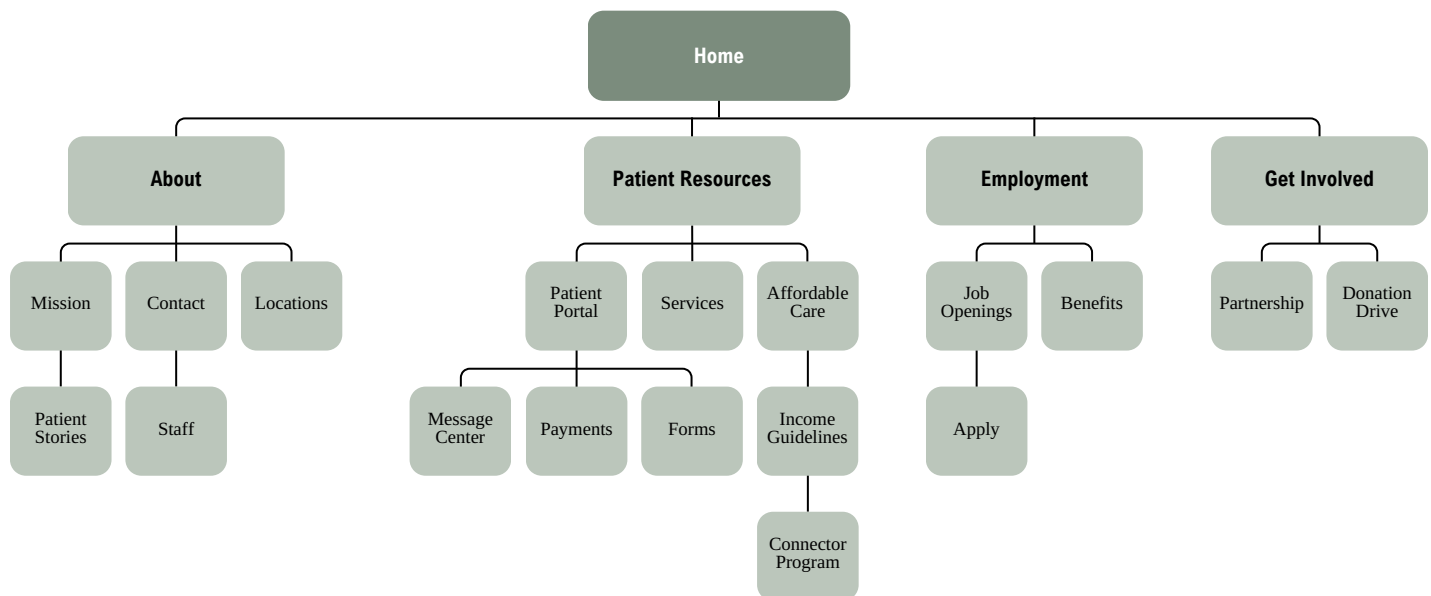 Home
About
Patient Resources
Employment
Get Involved
Mission
Contact
Locations
Patient
Portal
Services
Affordable
Care
Job
Openings
Benefits
Partnership
Donation
Drive
Patient
Stories
Staff
Message
Center
Payments
Forms
Income
Guidelines
Apply
Connector
Program